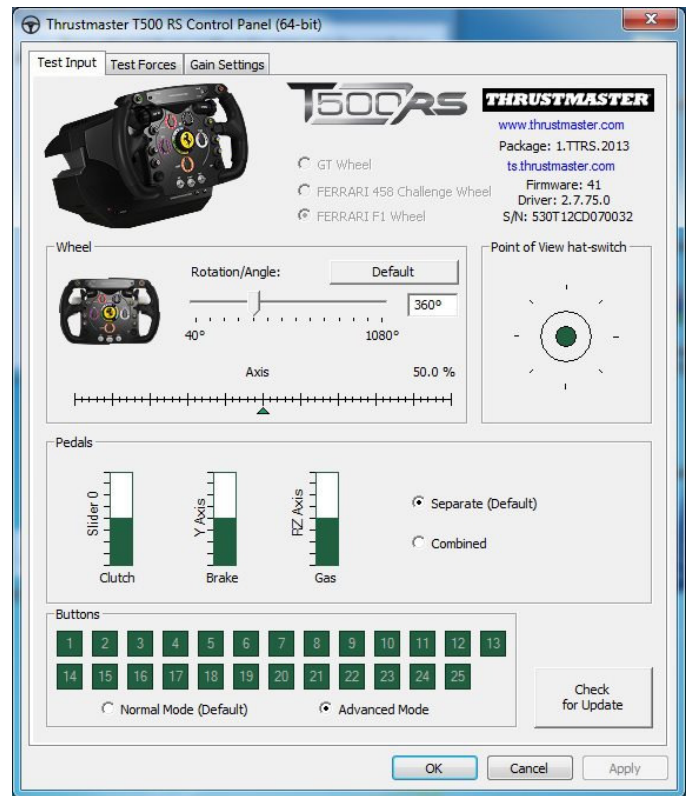 Thrustmaster T500 RS Control Panel (64-bit)
Test Input Test Forces Gain Settings
T500RS
THRUSTMASTER
www.thrustmaster.com
Package: 1.TTRS.2013
ts.thrustmaster.com
Firmware: 41
Driver: 2.7.75.0
S/N: 530T12CD070032
GT Wheel
FERRARI 458 Challenge Wheel
FERRARI F1 Wheel
Wheel
Rotation/Angle:
Default
360°
40° 1080°
Axis 50.0 %
Point of View hat-switch
Pedals
Slider 0
Clutch
Y Axis
Brake
RZ Axis
Gas
Separate (Default)
Combined
Buttons
1 2 3 4 5 6 7 8 9 10 11 12 13
14 15 16 17 18 19 20 21 22 23 24 25
Normal Mode (Default) Advanced Mode
Check
for Update
OK Cancel Apply